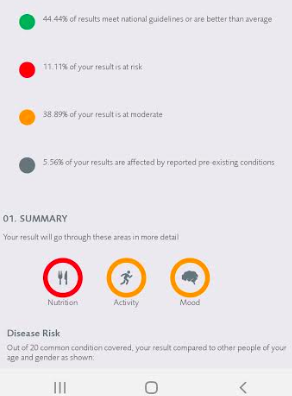 44.44% of results meet national guidelines or are better than average
11.11% of your result is at risk
38.89% of your result is at moderate
5.56% of your results are affected by reported pre-existing conditions
01. SUMMARY
Your result will go through these areas in more detail
Nutrition Activity Mood
Disease Risk
Out of 20 common condition covered, your result compared to other people of your
age and gender as shown: